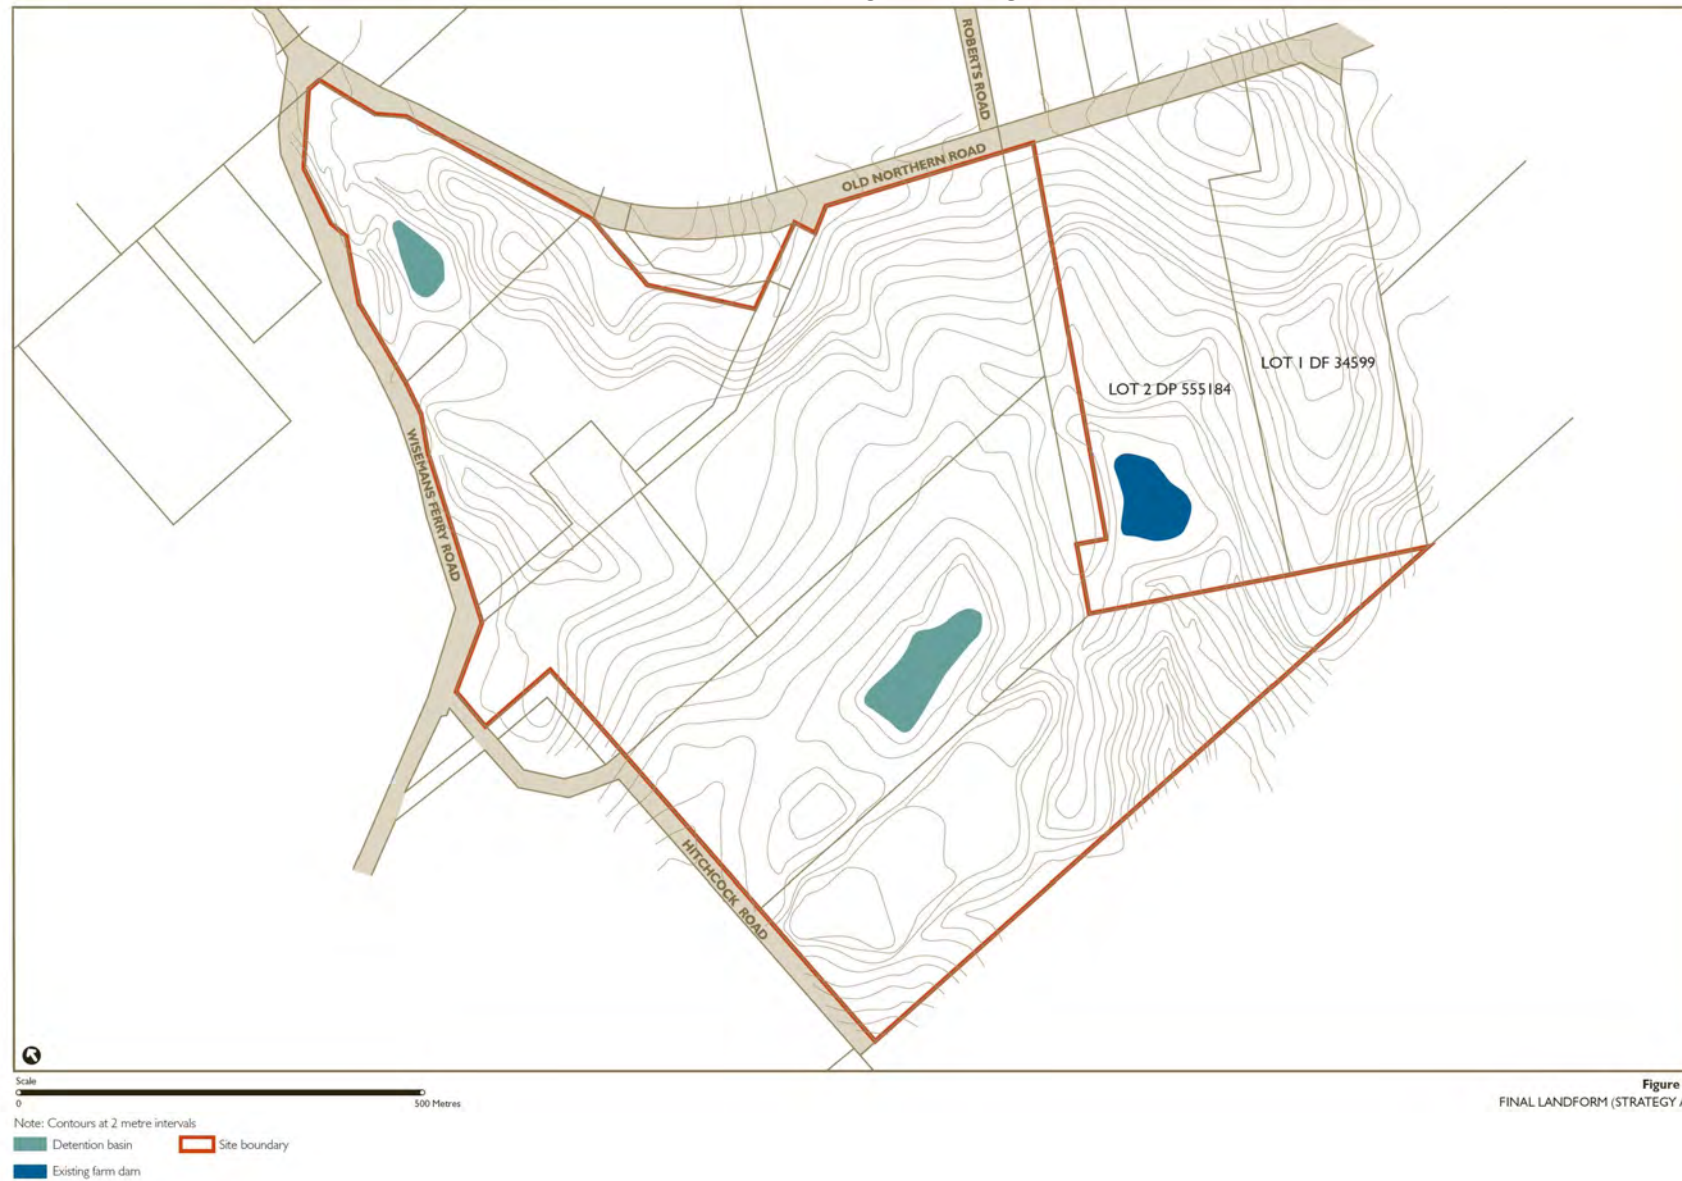 ROBERTS ROAD
OLD NORTHERN ROAD
LOT 1 DF 34599
LOT 2 DP 555184
WISEMANS FERRY ROAD
HITCHCOCK ROAD
Scale
0
500 Metres
Note: Contours at 2 metre intervals
Detention basin
Site boundary
Existing farm dam
Figure
FINAL LANDFORM (STRATEGY